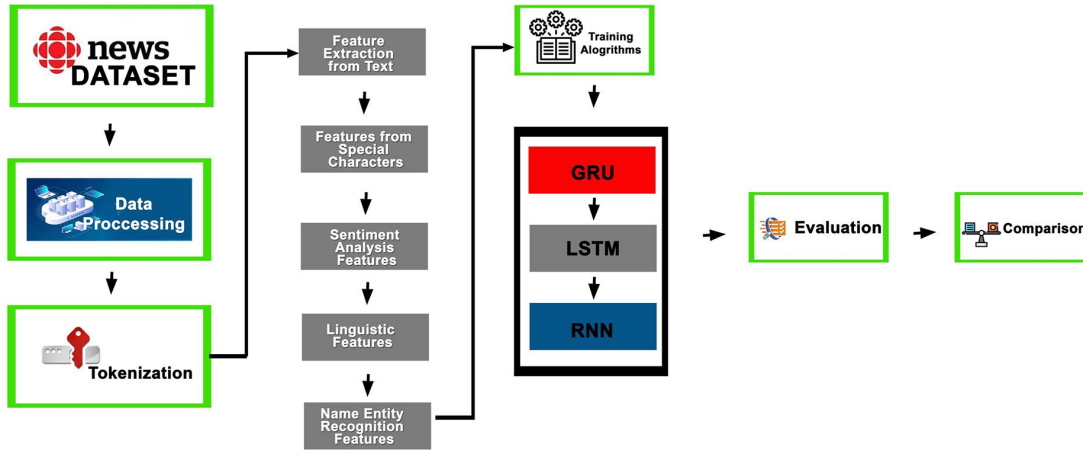 news
DATASET
Data
Proccessing
Tokenization
Feature
Extraction
from Text
Features from
Special
Characters
Sentiment
Analysis
Features
Linguistic
Features
Name Entity
Recognition
Features
Training
Alogrithms
GRU
LSTM
RNN
Evaluation
Comparison